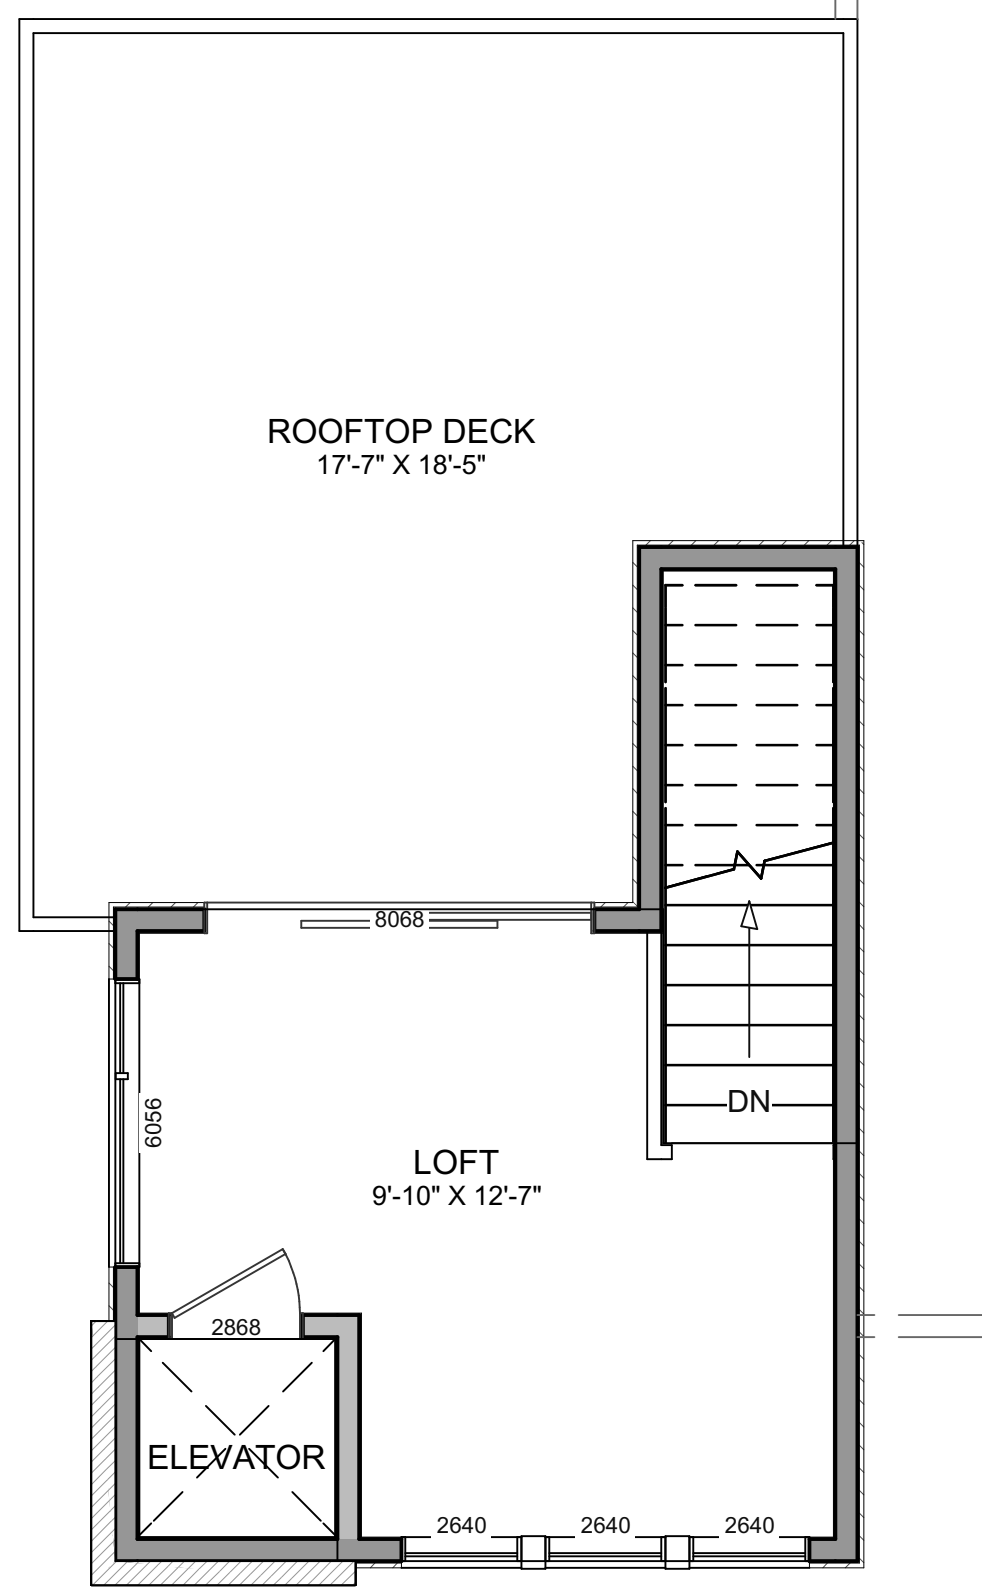 ROOFTOP DECK
17'-7" X 18'-5"
8068
6056
DN
LOFT
9'-10" X 12'-7"
2868
ELEVATOR
2640
2640
2640